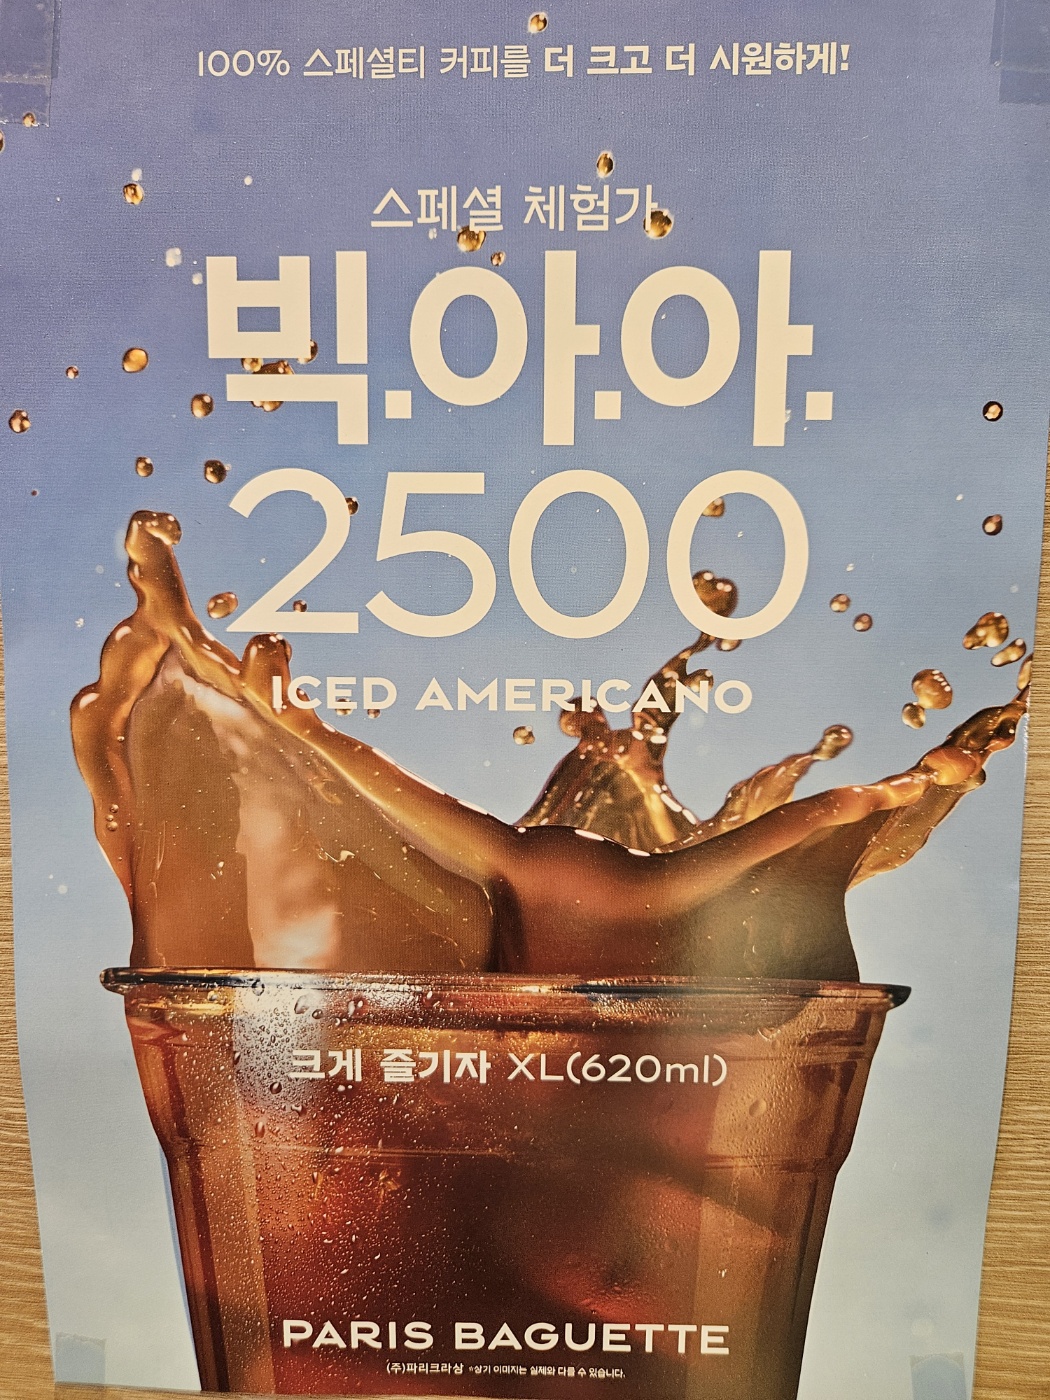 100% 스페셜티 커피를 더 크고 더 시원하게!
스페셜 체험가
빅.아.아.
2500
ICED AMERICANO
크게 즐기자 XL(620ml)
PARIS BAGUETTE
(주)파리크라상 *상기 이미지는 실제와 다를 수 있습니다.